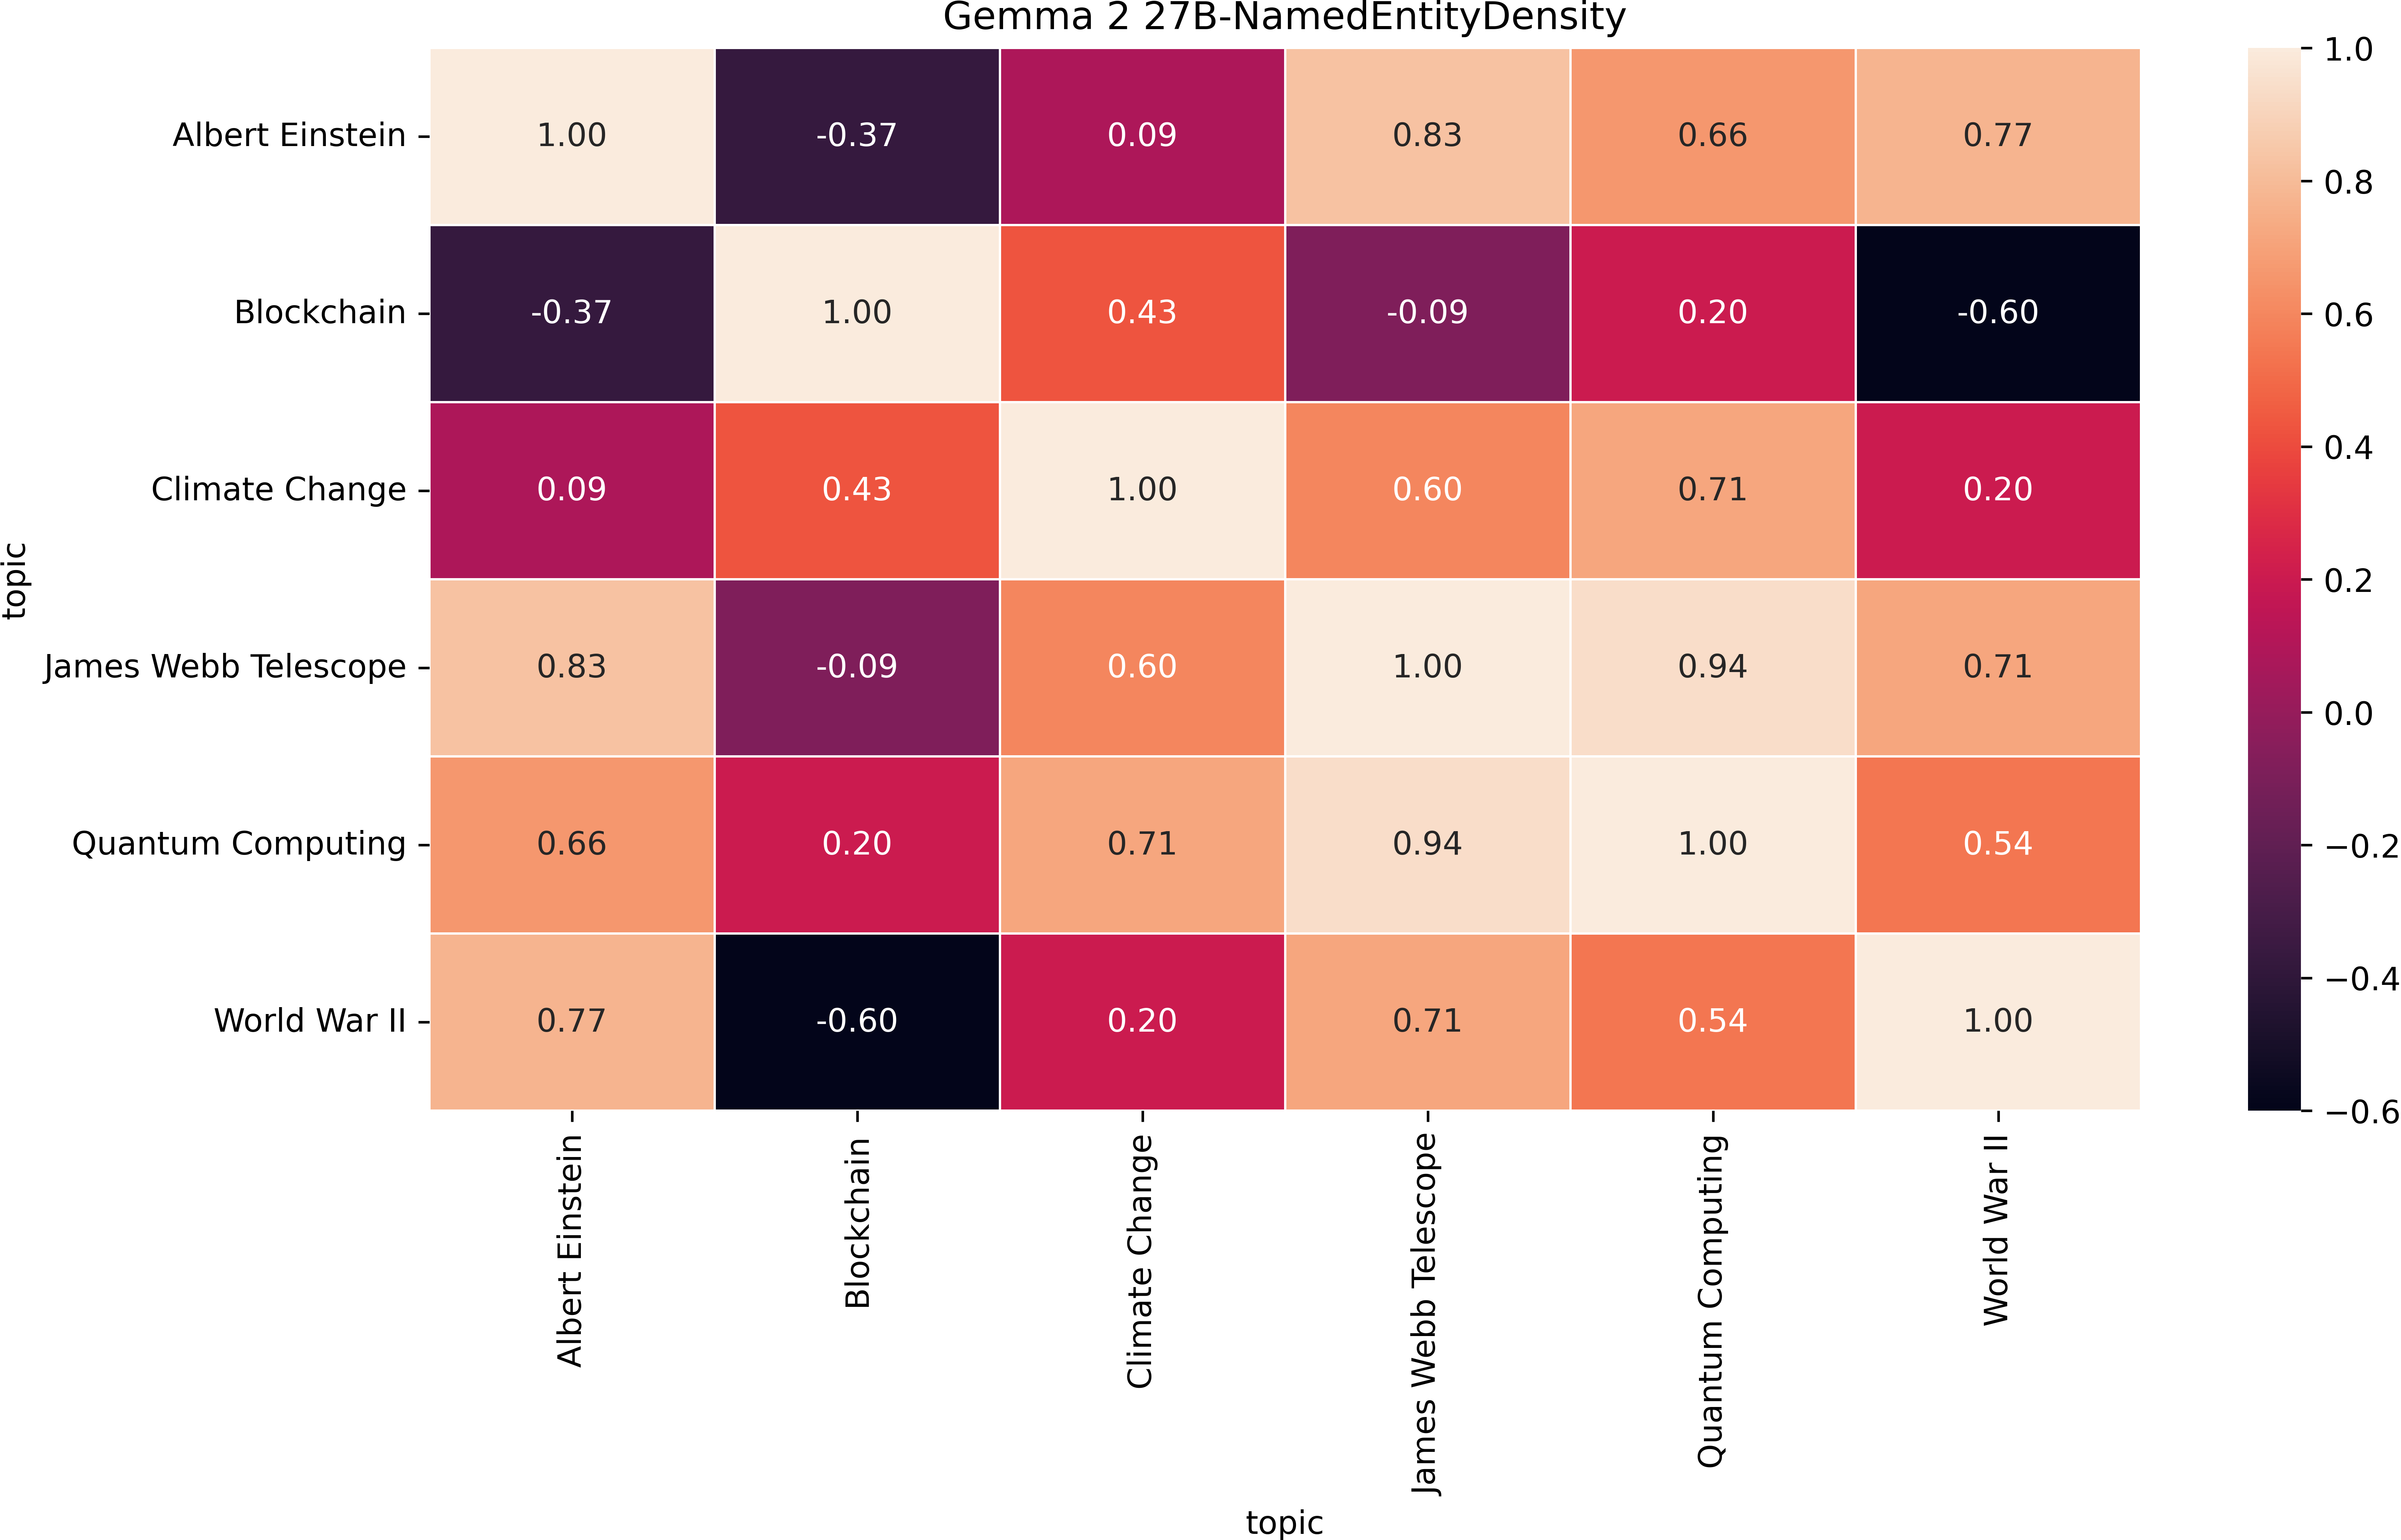 Gemma 2 27B-NamedEntityDensity
Albert Einstein 1.00 -0.37 0.09 0.83 0.66 0.77
Blockchain -0.37 1.00 0.43 -0.09 0.20 -0.60
Climate Change 0.09 0.43 1.00 0.60 0.71 0.20
James Webb Telescope 0.83 -0.09 0.60 1.00 0.94 0.71
Quantum Computing 0.66 0.20 0.71 0.94 1.00 0.54
World War II 0.77 -0.60 0.20 0.71 0.54 1.00
topic
Albert Einstein
Blockchain
Climate Change
James Webb Telescope
Quantum Computing
World War II
topic
1.0
0.8
0.6
0.4
0.2
0.0
−0.2
−0.4
−0.6